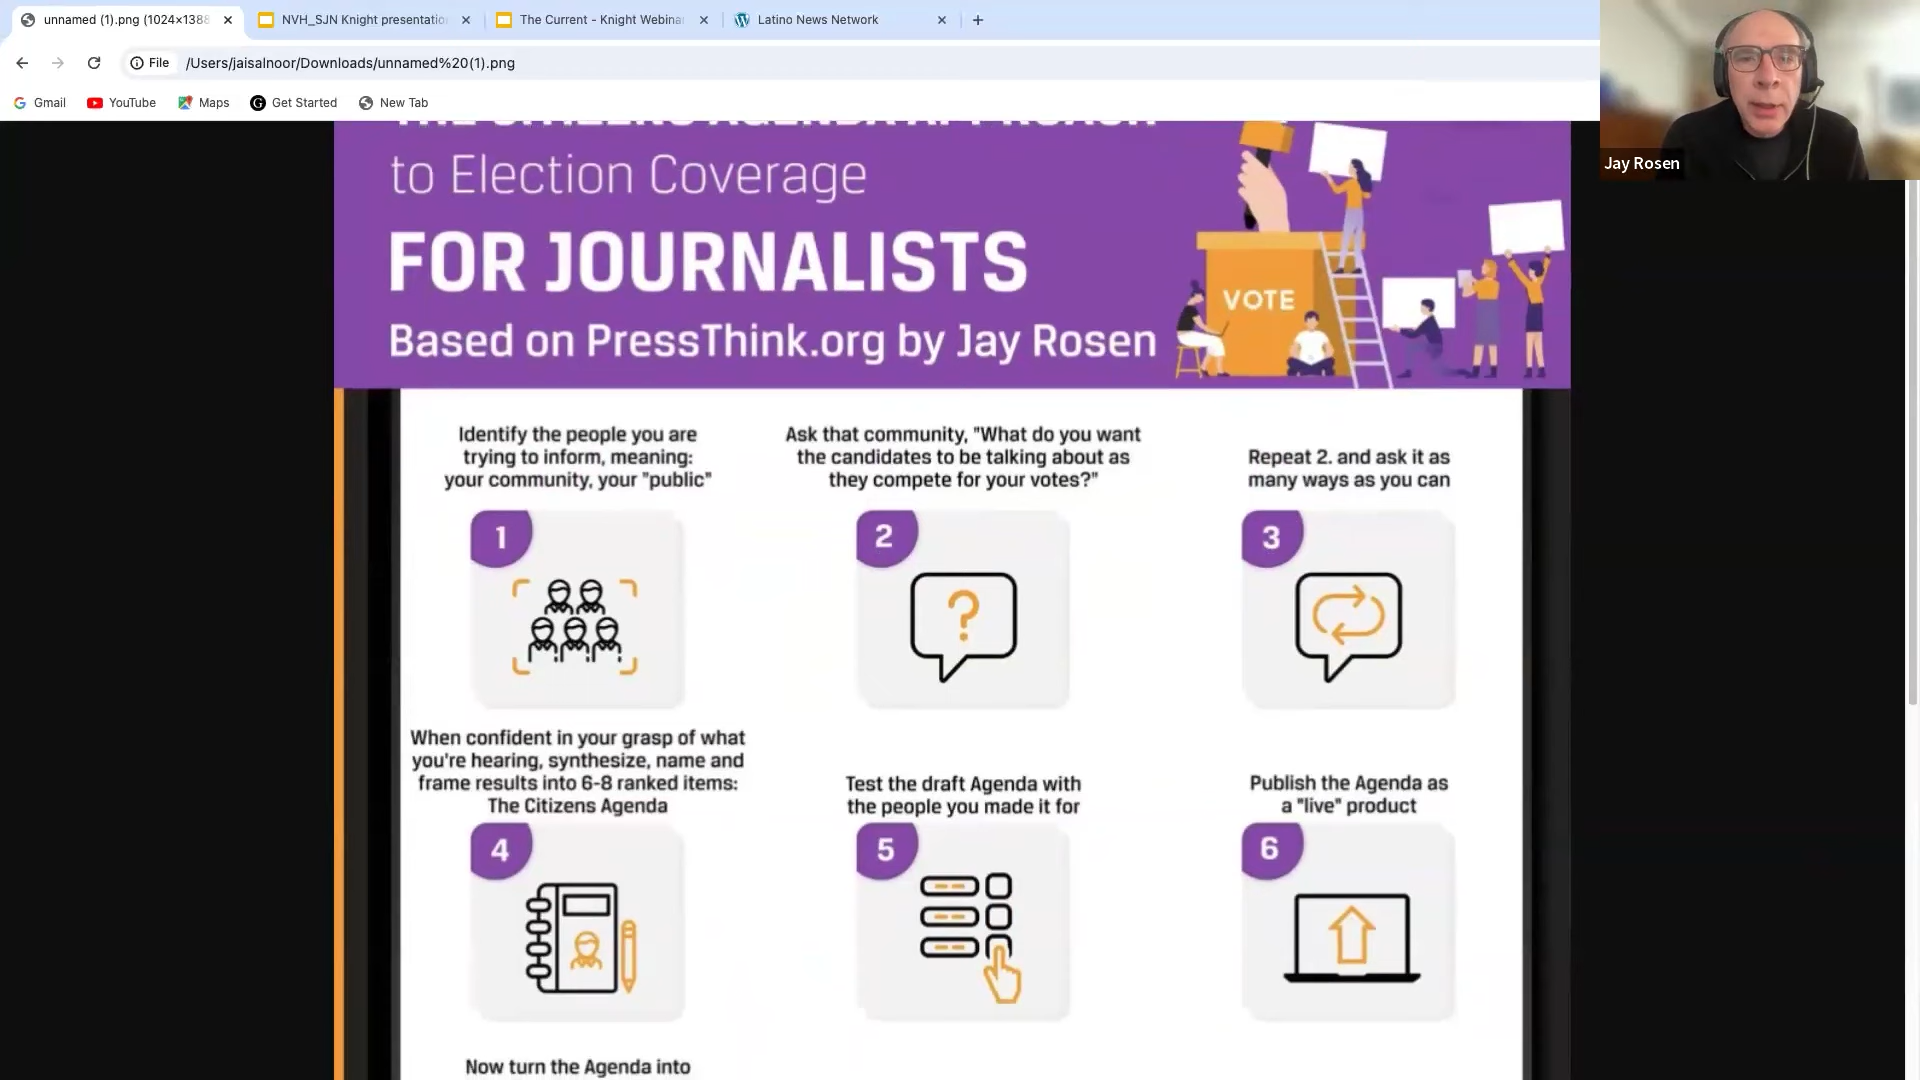 unnamed (1).png (1024×1388
NVH_SJN Knight presentatio
The Current - Knight Webina
Latino News Network
File
/Users/jaisalnoor/Downloads/unnamed%20(1).png
Gmail
YouTube
Maps
Get Started
New Tab
Jay Rosen
THE CITIZENS AGENDA APPROACH
to Election Coverage
FOR JOURNALISTS
Based on PressThink.org by Jay Rosen
VOTE
Identify the people you are
trying to inform, meaning:
your community, your "public"
1
Ask that community, "What do you want
the candidates to be talking about as
they compete for your votes?"
2
Repeat 2. and ask it as
many ways as you can
3
When confident in your grasp of what
you're hearing, synthesize, name and
frame results into 6-8 ranked items:
The Citizens Agenda
4
Test the draft Agenda with
the people you made it for
5
Publish the Agenda as
a "live" product
6
Now turn the Agenda into